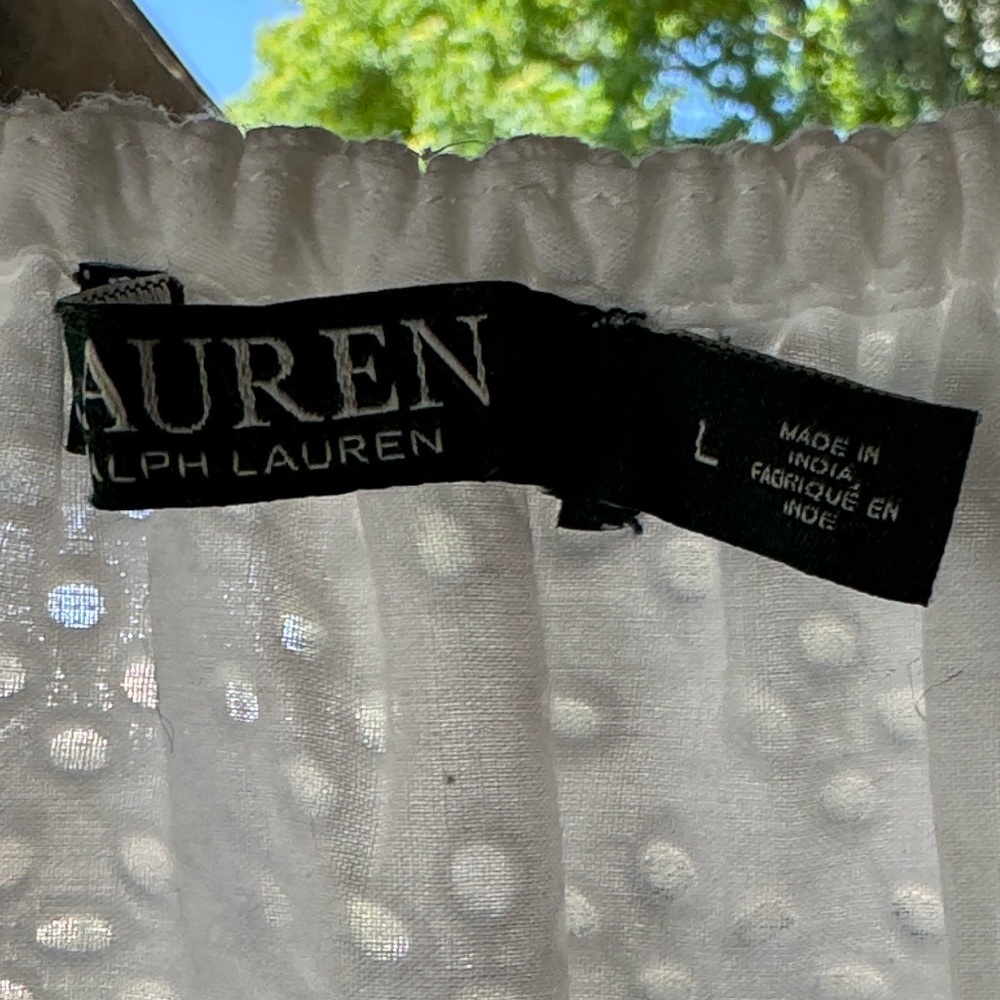 AUREN
ALPH LAUREN
L
MADE IN
INDIA,
FABRIQUÉ EN
INDE